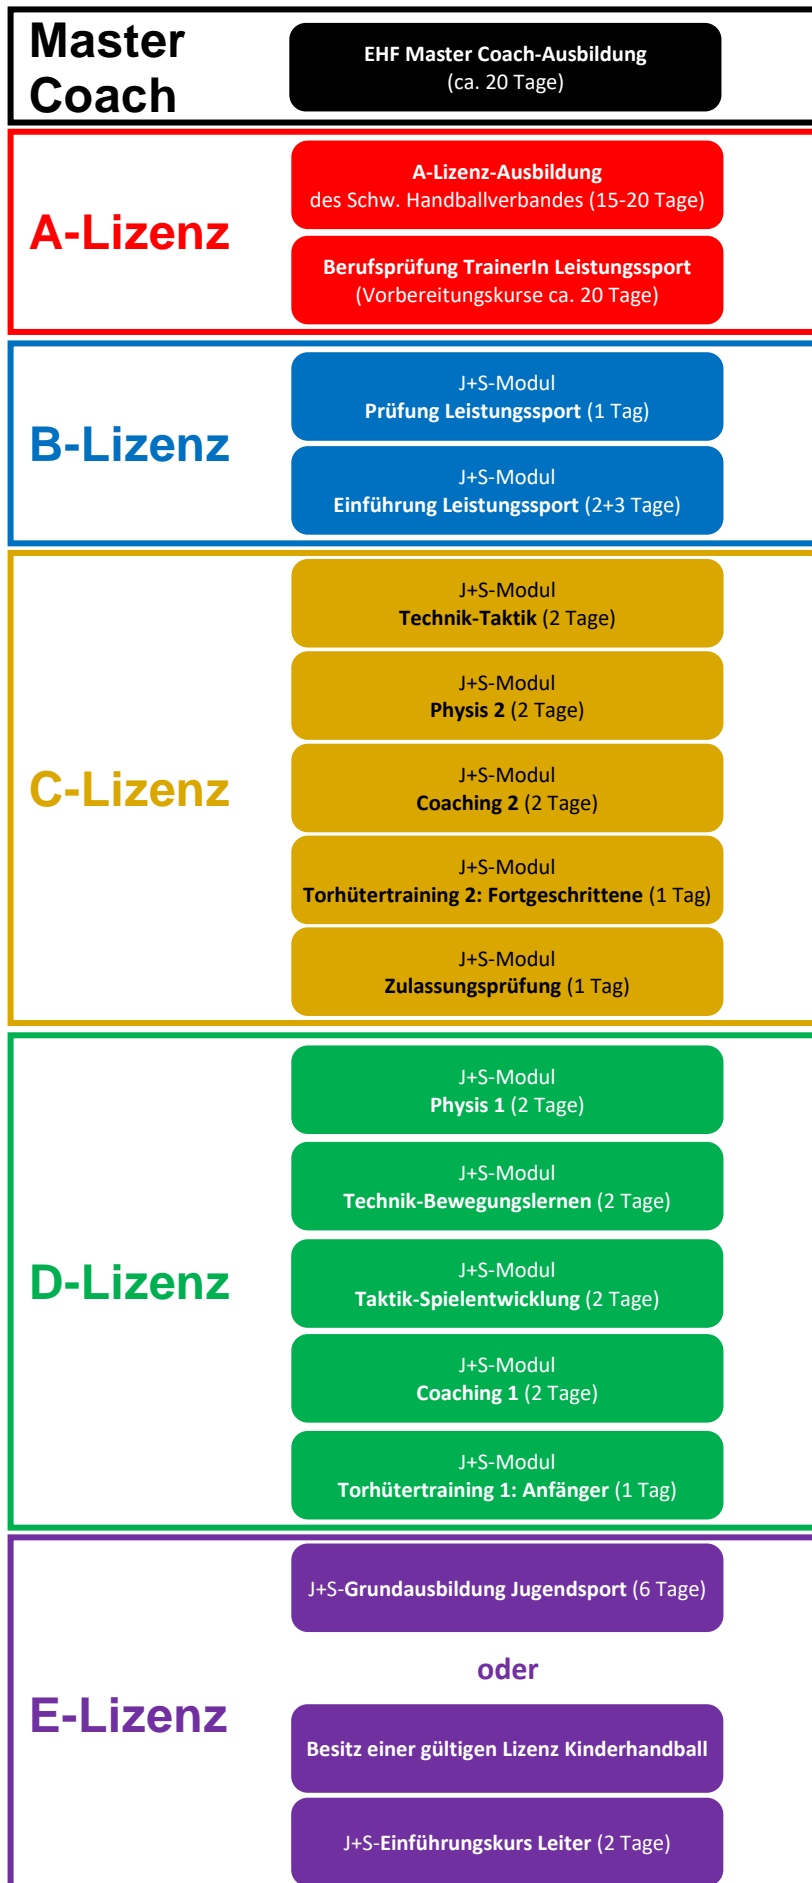 Master
Coach
EHF Master Coach-Ausbildung
(ca. 20 Tage)
A-Lizenz
A-Lizenz-Ausbildung
des Schw. Handballverbandes (15-20 Tage)
Berufsprüfung TrainerIn Leistungssport
(Vorbereitungskurse ca. 20 Tage)
B-Lizenz
J+S-Modul
Prüfung Leistungssport (1 Tag)
J+S-Modul
Einführung Leistungssport (2+3 Tage)
C-Lizenz
J+S-Modul
Technik-Taktik (2 Tage)
J+S-Modul
Physis 2 (2 Tage)
J+S-Modul
Coaching 2 (2 Tage)
J+S-Modul
Torhütertraining 2: Fortgeschrittene (1 Tag)
J+S-Modul
Zulassungsprüfung (1 Tag)
D-Lizenz
J+S-Modul
Physis 1 (2 Tage)
J+S-Modul
Technik-Bewegungslernen (2 Tage)
J+S-Modul
Taktik-Spielentwicklung (2 Tage)
J+S-Modul
Coaching 1 (2 Tage)
J+S-Modul
Torhütertraining 1: Anfänger (1 Tag)
E-Lizenz
J+S-Grundausbildung Jugendsport (6 Tage)
oder
Besitz einer gültigen Lizenz Kinderhandball
J+S-Einführungskurs Leiter (2 Tage)